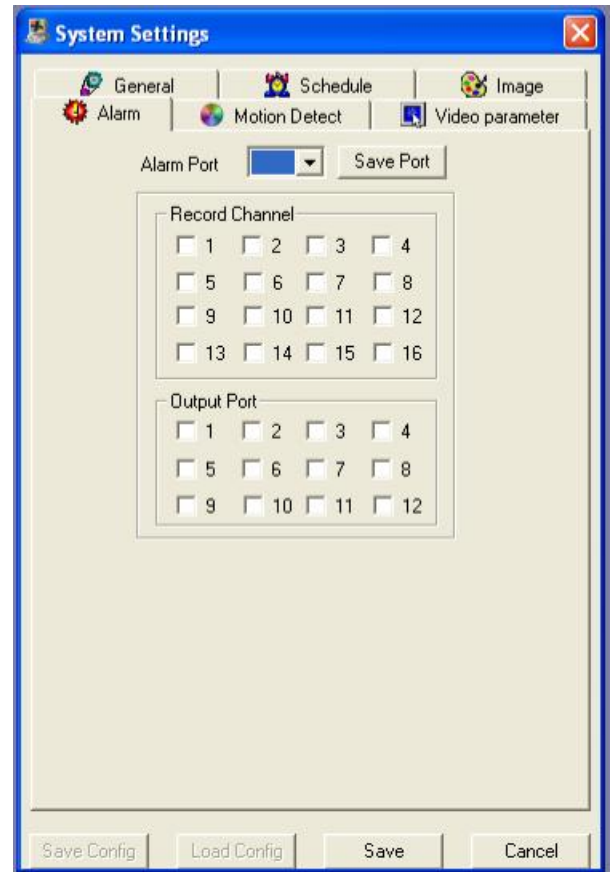 System Settings
General Schedule Image
Alarm Motion Detect Video parameter
Alarm Port Save Port
Record Channel
1 2 3 4
5 6 7 8
9 10 11 12
13 14 15 16
Output Port
1 2 3 4
5 6 7 8
9 10 11 12
Save Config Load Config Save Cancel